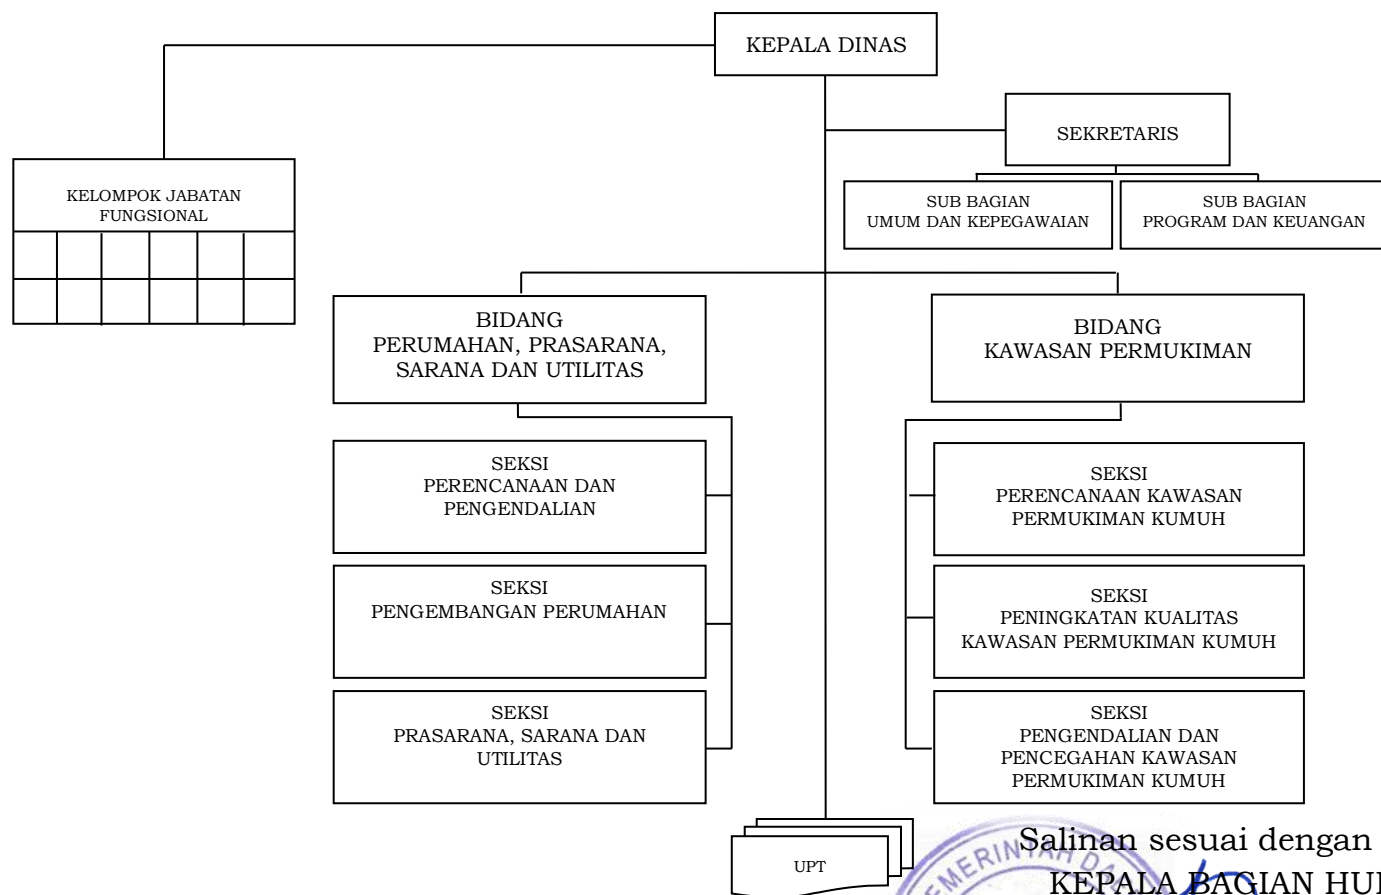 KEPALA DINAS
SEKRETARIS
KELOMPOK JABATAN
FUNGSIONAL
SUB BAGIAN
UMUM DAN KEPEGAWAIAN
SUB BAGIAN
PROGRAM DAN KEUANGAN
BIDANG
PERUMAHAN, PRASARANA,
SARANA DAN UTILITAS
BIDANG
KAWASAN PERMUKIMAN
SEKSI
PERENCANAAN DAN
PENGENDALIAN
SEKSI
PENGEMBANGAN PERUMAHAN
SEKSI
PRASARANA, SARANA DAN
UTILITAS
SEKSI
PERENCANAAN KAWASAN
PERMUKIMAN KUMUH
SEKSI
PENINGKATAN KUALITAS
KAWASAN PERMUKIMAN KUMUH
SEKSI
PENGENDALIAN DAN
PENCEGAHAN KAWASAN
PERMUKIMAN KUMUH
UPT
Salinan sesuai dengan
KEPALA BAGIAN